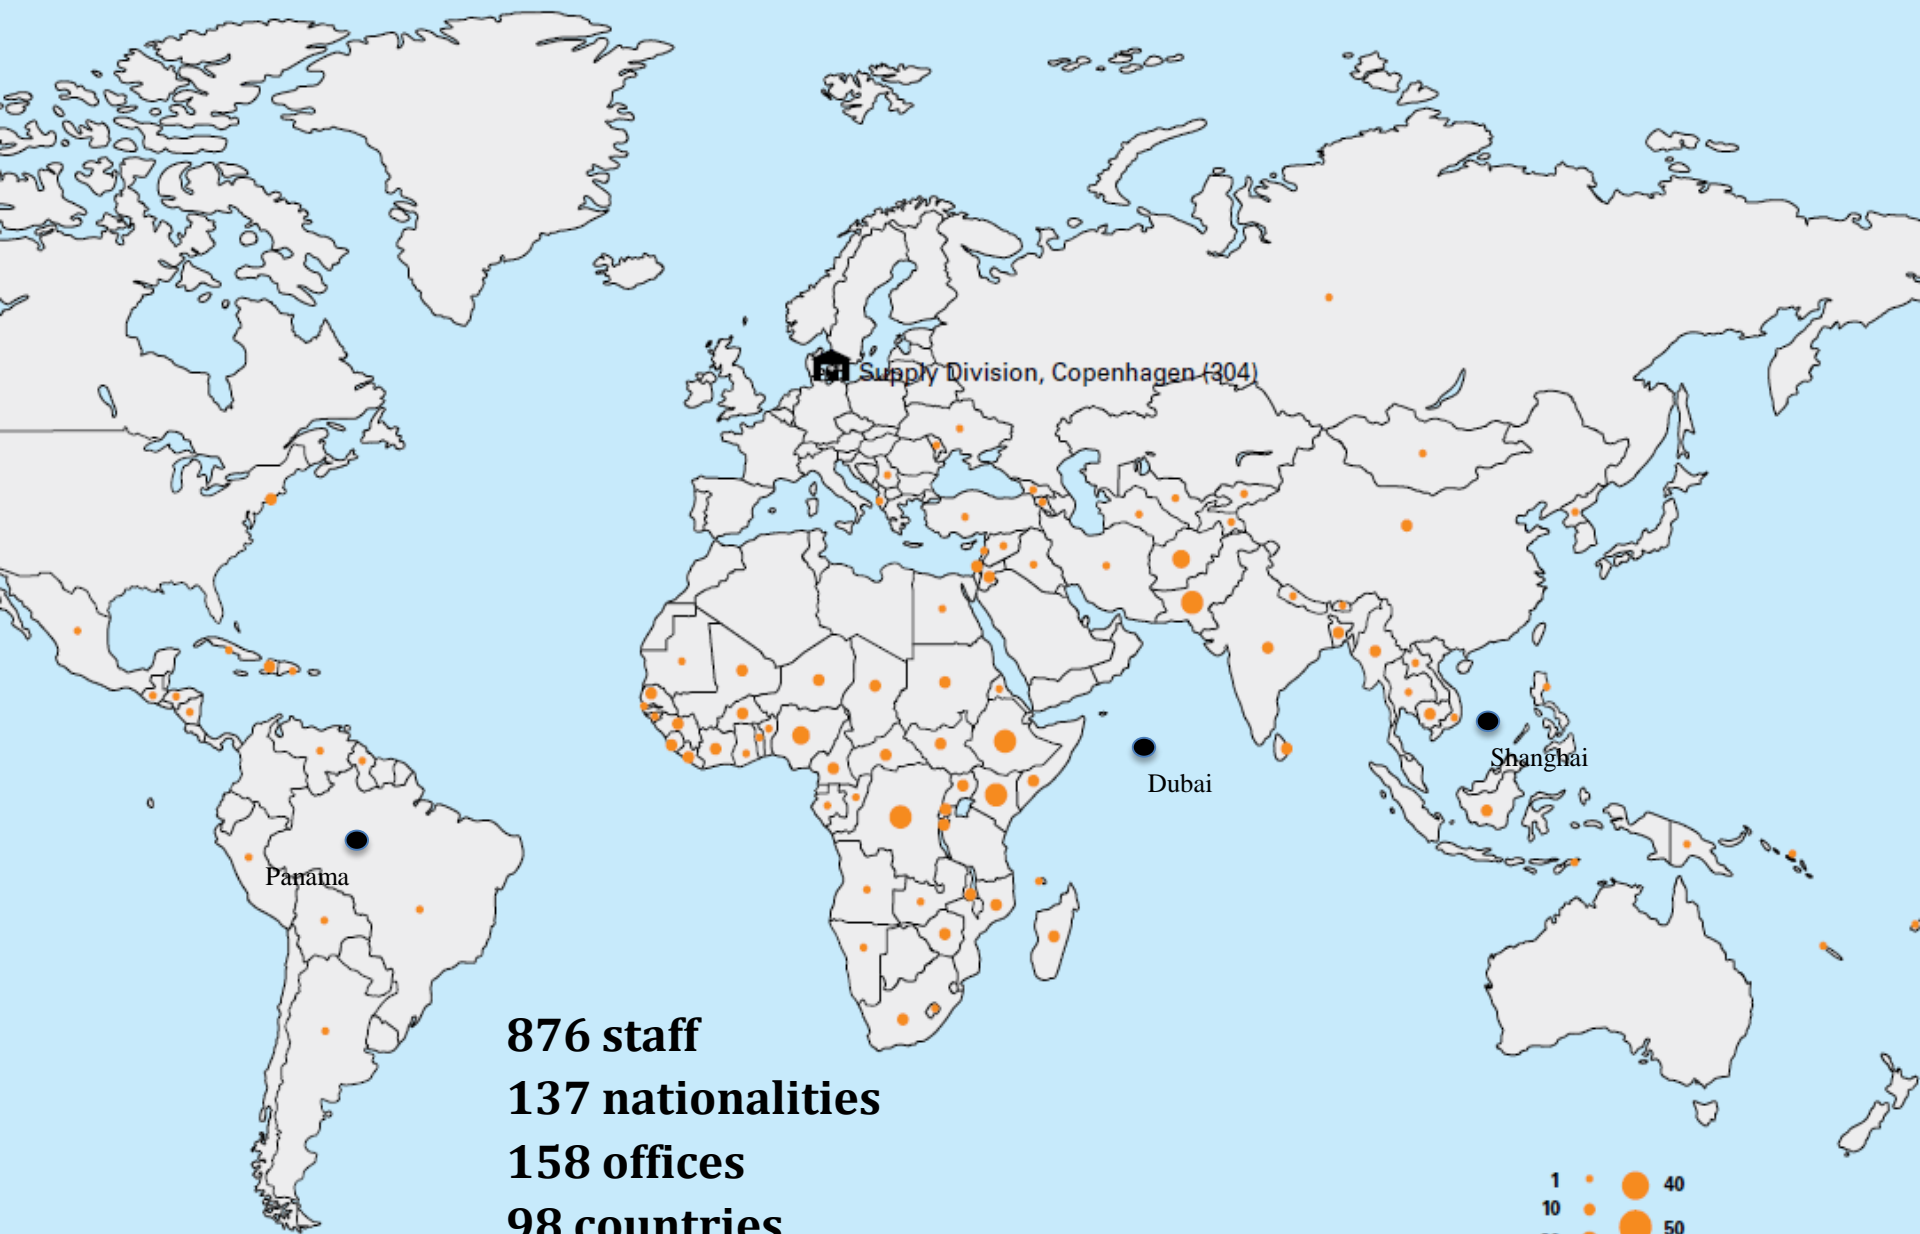 Supply Division, Copenhagen (304)
Shanghai
Dubai
Panama
876 staff
137 nationalities
158 offices
98 countries
1 40
10 50